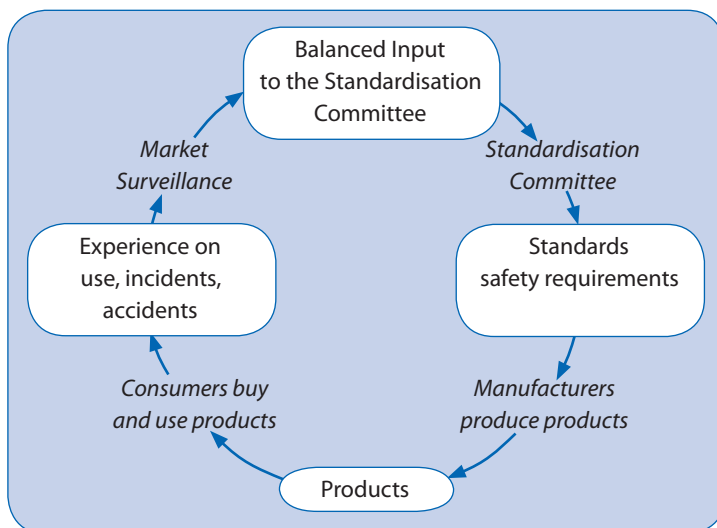 Balanced Input
to the Standardisation
Committee
Market
Surveillance
Standardisation
Committee
Experience on
use, incidents,
accidents
Standards
safety requirements
Consumers buy
and use products
Manufacturers
produce products
Products